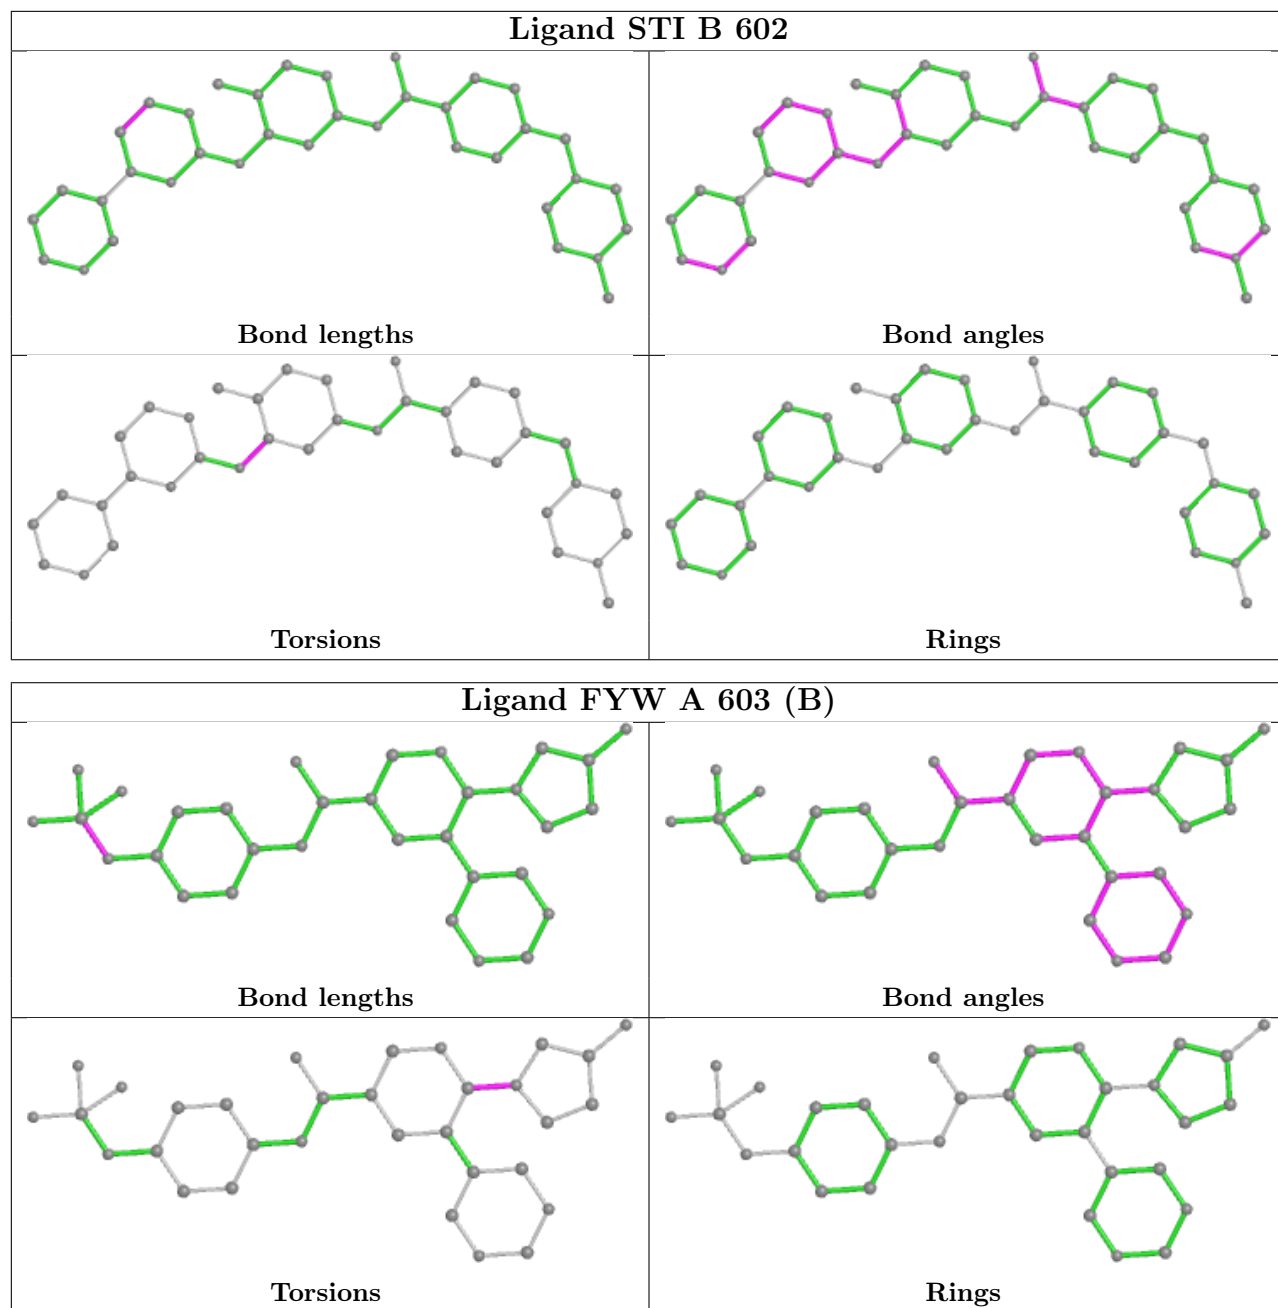 Ligand STI B 602
Bond lengths
Bond angles
Torsions
Rings
Ligand FYW A 603 (B)
Bond lengths
Bond angles
Torsions
Rings